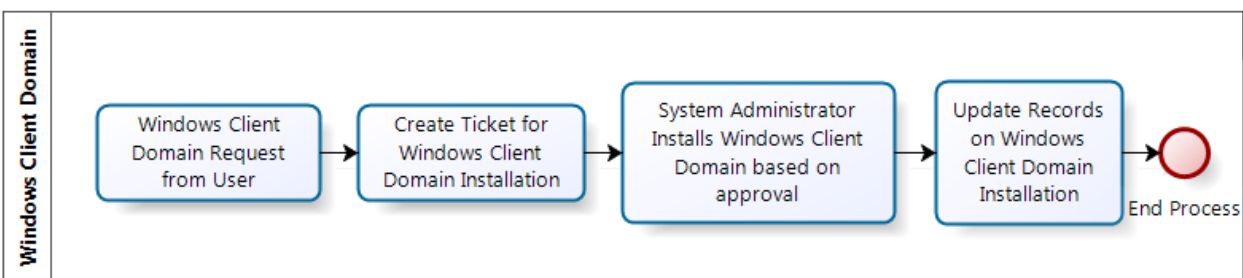 Windows Client Domain
Windows Client
Domain Request
from User
Create Ticket for
Windows Client
Domain Installation
System Administrator
Installs Windows Client
Domain based on
approval
Update Records
on Windows
Client Domain
Installation
End Process